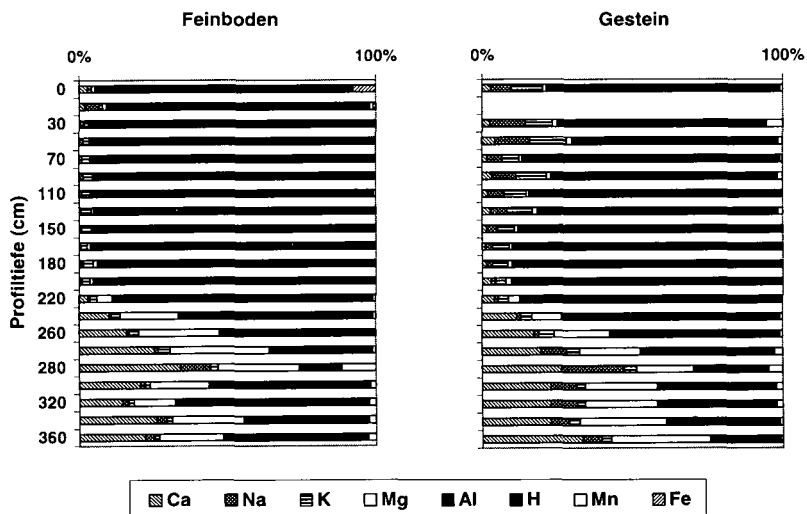 Feinboden Gestein
0% 100% 0% 100%
Profiltiefe (cm)
0
30
70
110
150
180
220
260
280
320
360
Ca Na K Mg Al H Mn Fe